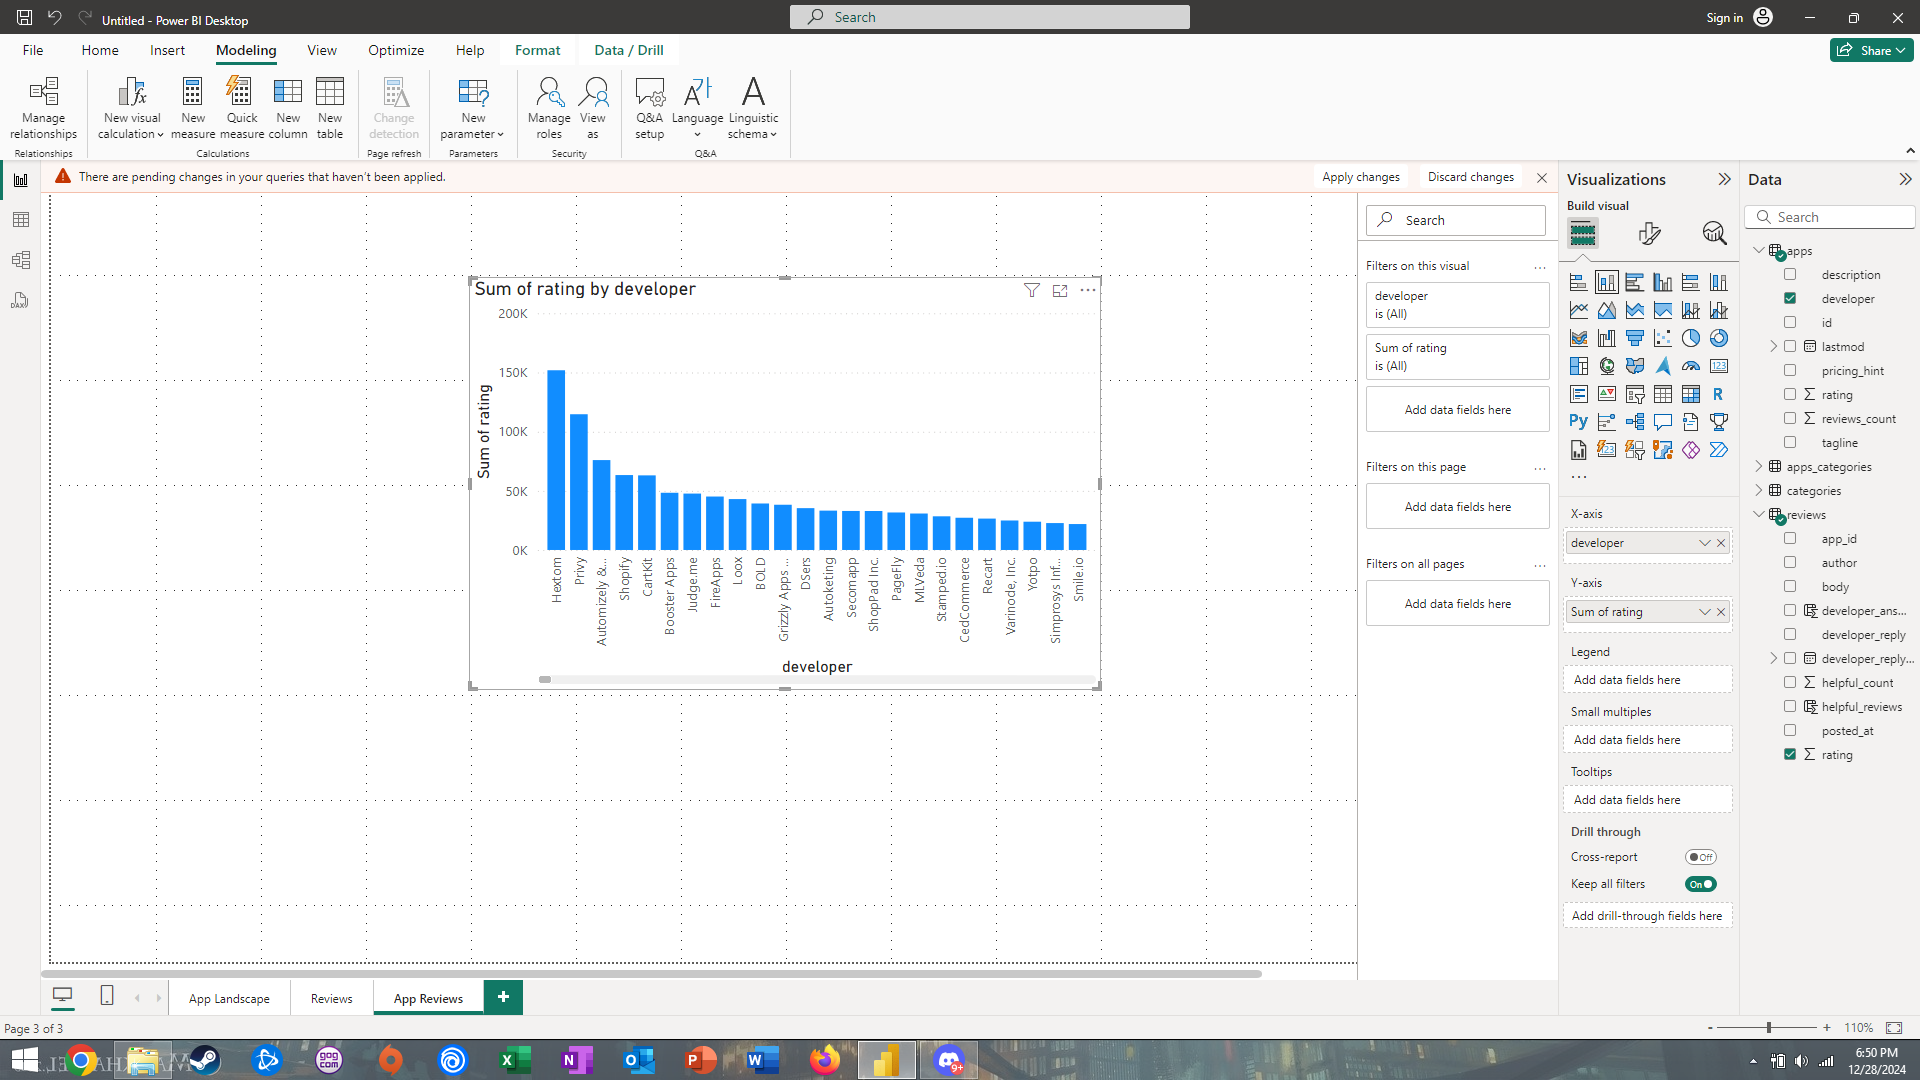 Untitled - Power BI Desktop
Search
Sign in
File
Home
Insert
Modeling
View
Optimize
Help
Format
Data / Drill
Share
Manage relationships
Relationships
New visual calculation
New measure
Quick measure
New column
New table
Calculations
Change detection
Page refresh
New parameter
Parameters
Manage roles
View as
Security
Q&A setup
Language
Linguistic schema
Q&A
There are pending changes in your queries that haven't been applied.
Apply changes
Discard changes
Sum of rating by developer
200K
150K
100K
50K
0K
Sum of rating
Hextom
Privy
Automizely &...
Shopify
CartKit
Booster Apps
Judge.me
FireApps
Loox
BOLD
Grizzly Apps ...
DSers
Autoketing
Secomapp
ShopPad Inc.
PageFly
MLVeda
Stamped.io
CedCommerce
Recart
Varinode, Inc.
Yotpo
Simprosys Inf...
Smile.io
developer
Search
Filters on this visual
...
developer
is (All)
Sum of rating
is (All)
Add data fields here
Filters on this page
...
Add data fields here
Filters on all pages
...
Add data fields here
Visualizations
Build visual
123
R
Py
123
...
X-axis
developer
Y-axis
Sum of rating
Legend
Add data fields here
Small multiples
Add data fields here
Tooltips
Add data fields here
Drill through
Cross-report
Off
Keep all filters
On
Add drill-through fields here
Data
Search
apps
description
developer
id
lastmod
pricing_hint
rating
reviews_count
tagline
apps_categories
categories
reviews
app_id
author
body
developer_ans...
developer_reply
developer_reply...
helpful_count
helpful_reviews
posted_at
rating
DAX
App Landscape
Reviews
App Reviews
+
Page 3 of 3
- + 110%
gog
com
9+
6:50 PM
12/28/2024